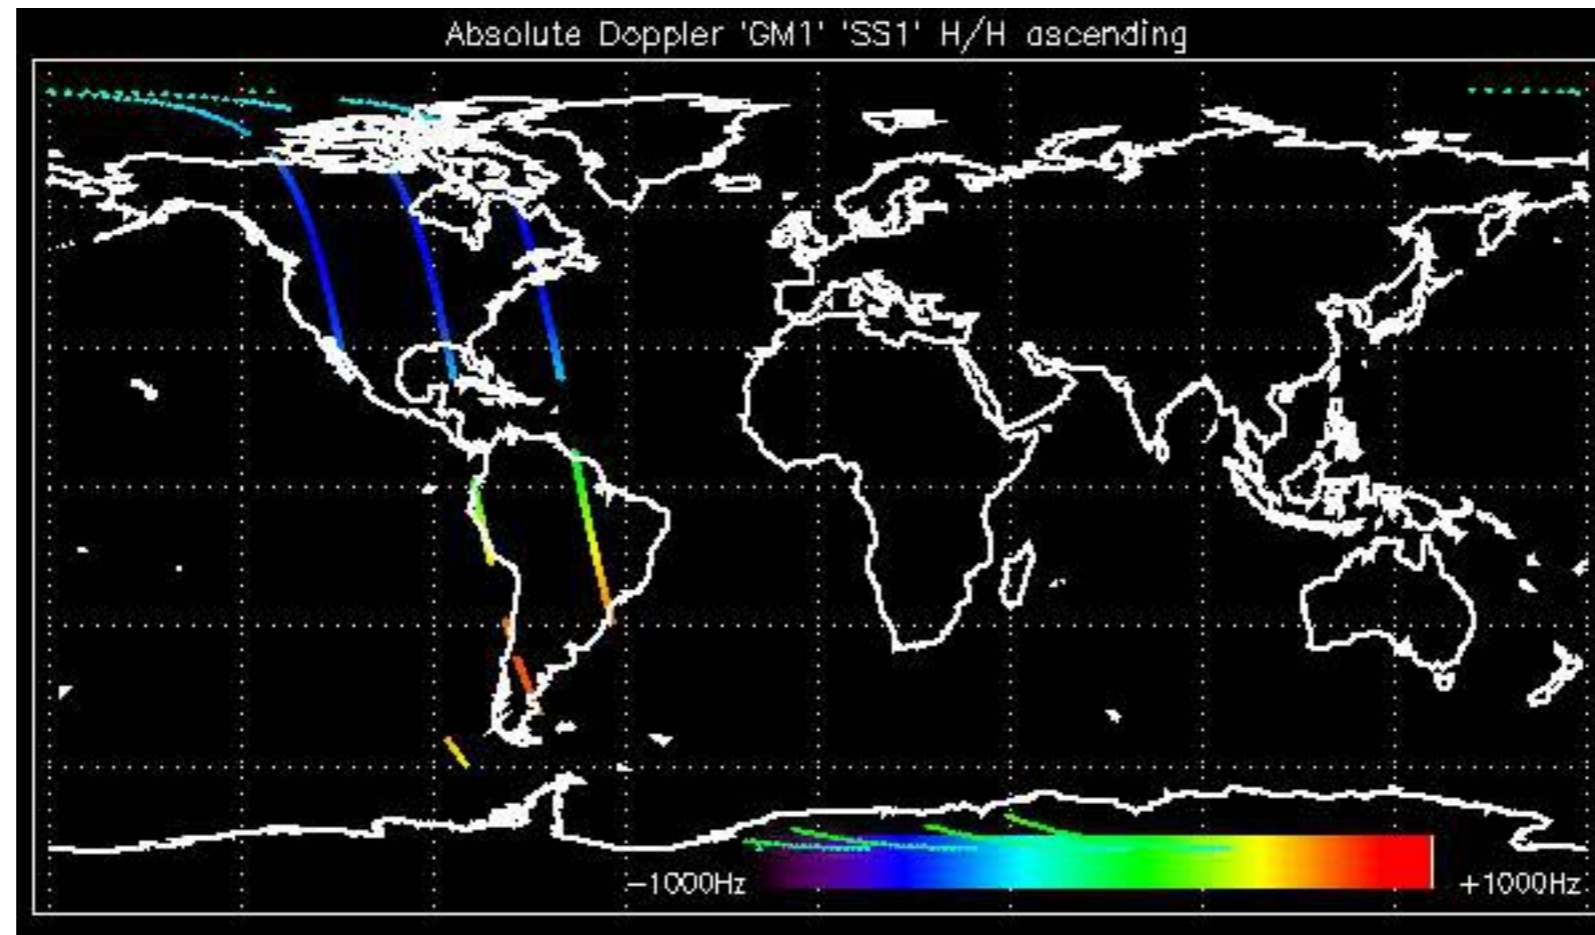 Absolute Doppler 'GM1' 'SS1' H/H ascending
−1000Hz
+1000Hz